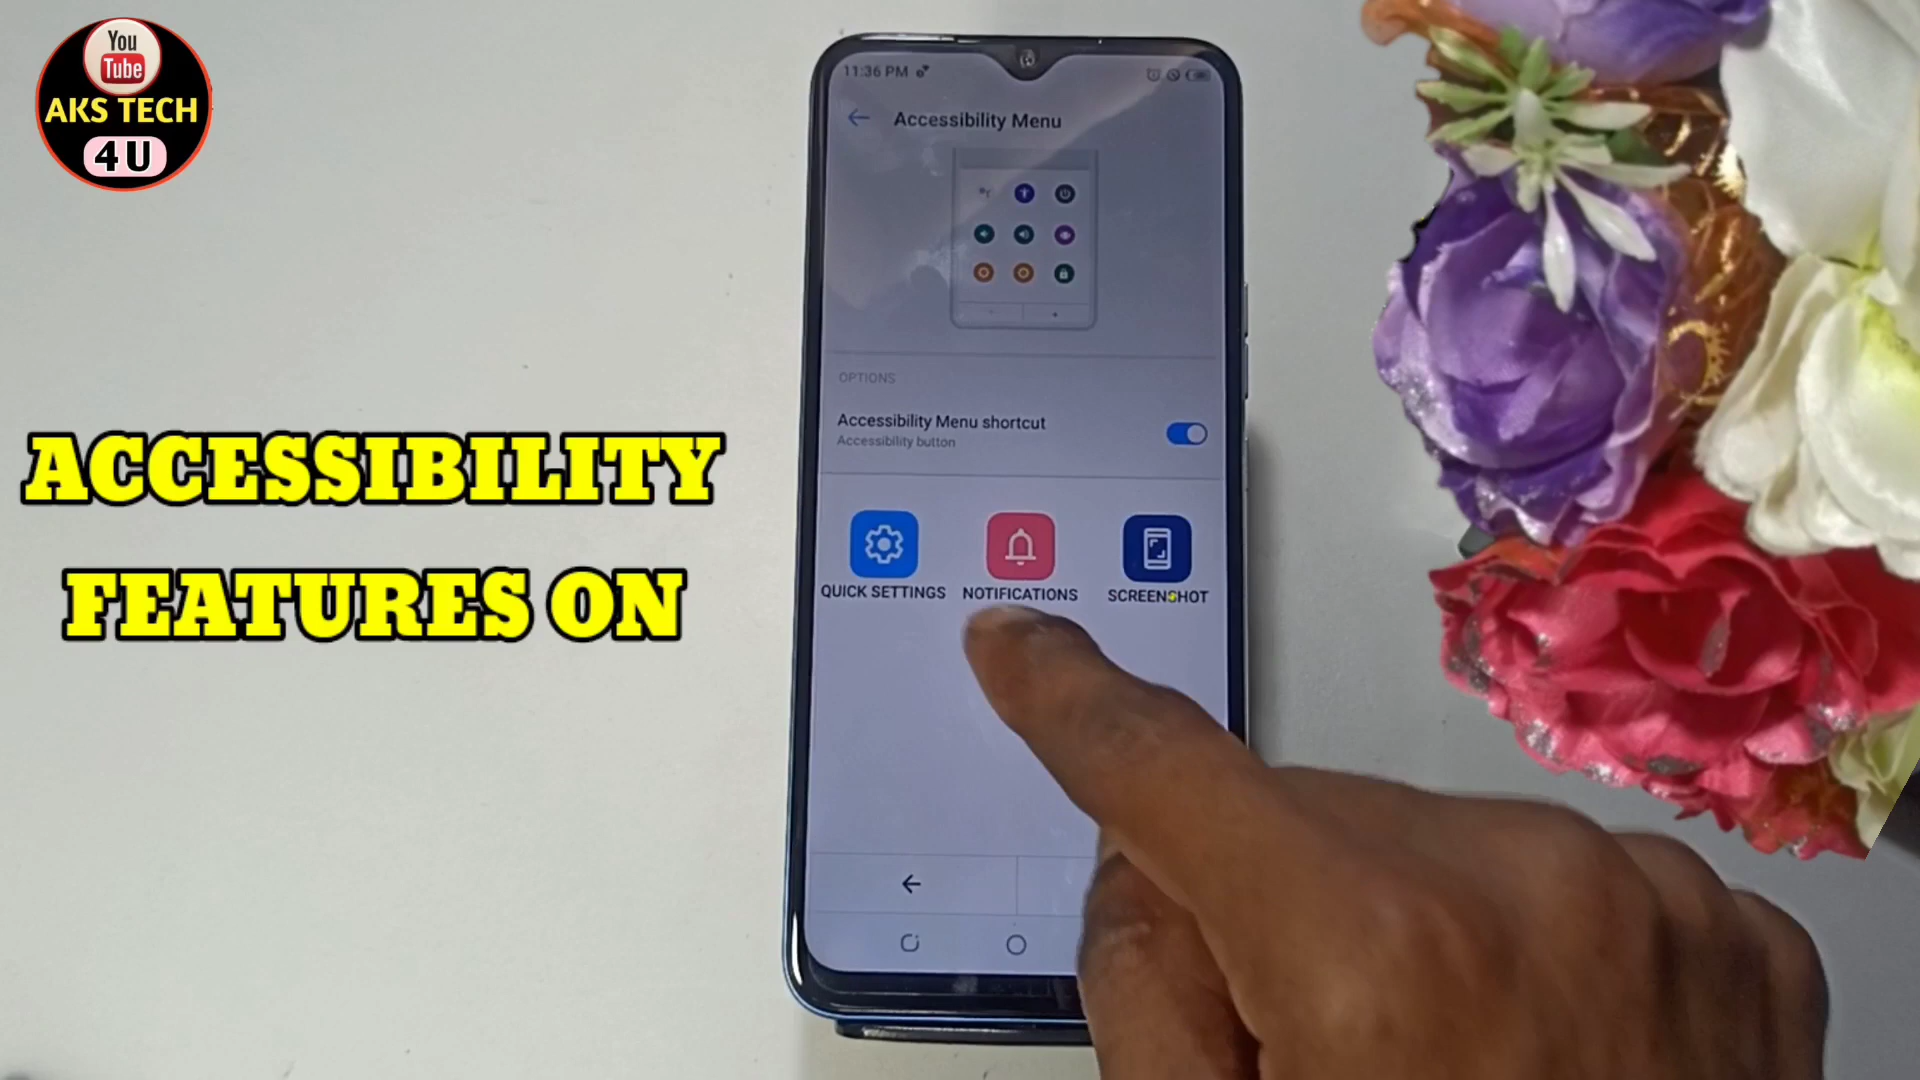 You
Tube
AKS TECH
4 U
11:36 PM
Accessibility Menu
OPTIONS
Accessibility Menu shortcut
Accessibility button
QUICK SETTINGS
NOTIFICATIONS
SCREENSHOT
ACCESSIBILITY
FEATURES ON